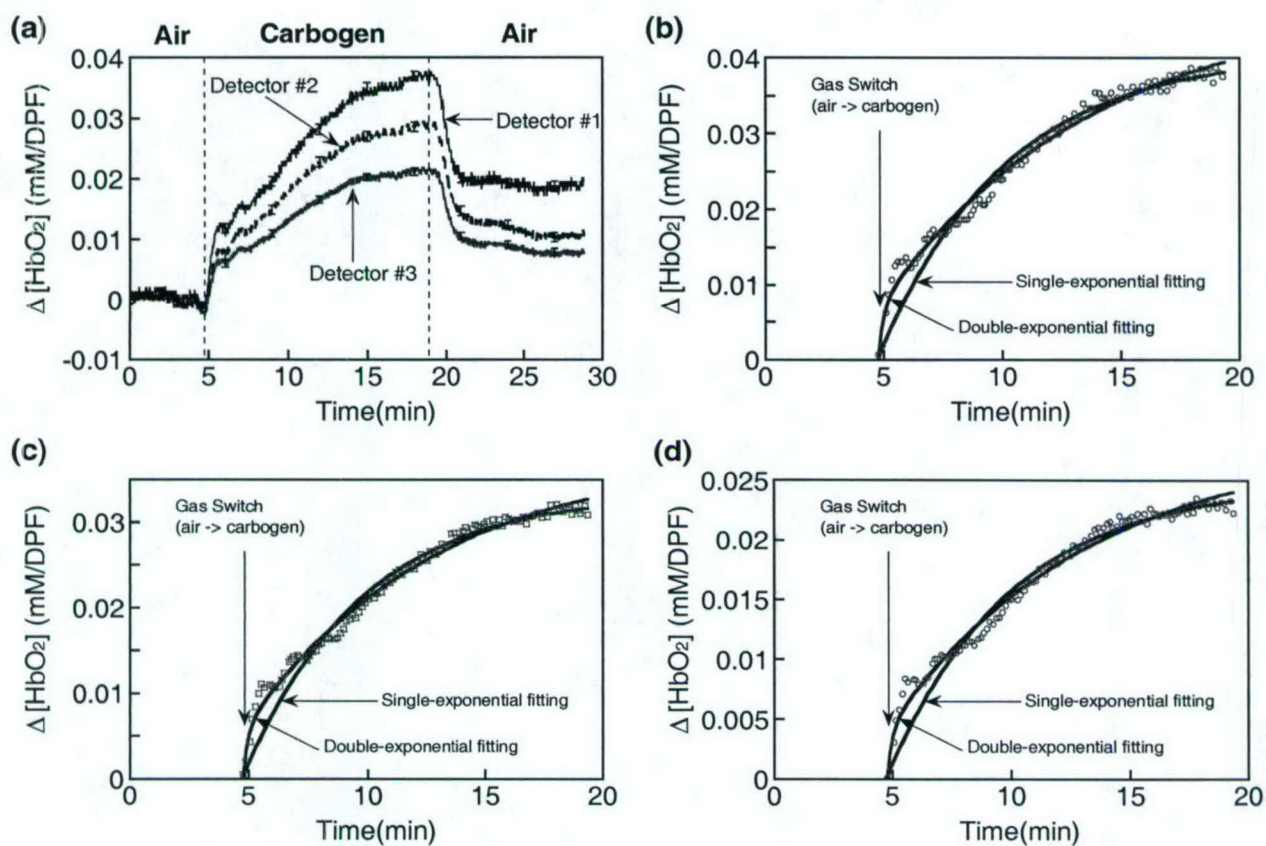 (a)
Air Carbogen Air
Δ [HbO2] (mM/DPF)
0.04
0.03
0.02
0.01
0
-0.01
Detector #2
Detector #1
Detector #3
0 5 10 15 20 25 30
Time(min)
(b)
Δ [HbO2] (mM/DPF)
0.04
0.03
0.02
0.01
0
Gas Switch
(air -> carbogen)
Single-exponential fitting
Double-exponential fitting
0 5 10 15 20
Time(min)
(c)
Δ [HbO2] (mM/DPF)
0.03
0.02
0.01
0
Gas Switch
(air -> carbogen)
Single-exponential fitting
Double-exponential fitting
0 5 10 15 20
Time(min)
(d)
Δ [HbO2] (mM/DPF)
0.025
0.02
0.015
0.01
0.005
0
Gas Switch
(air -> carbogen)
Single-exponential fitting
Double-exponential fitting
0 5 10 15 20
Time(min)